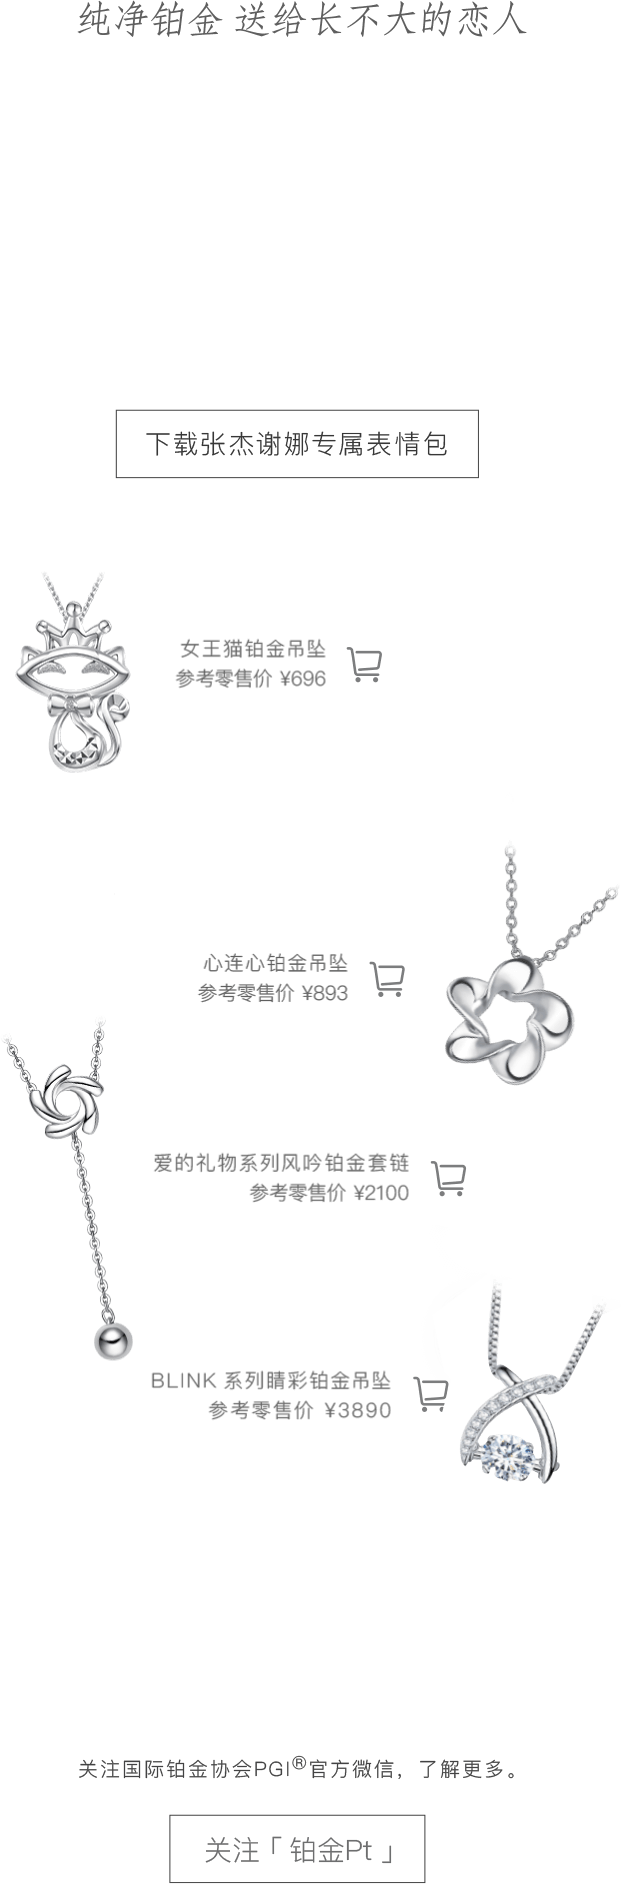 纯净铂金 送给长不大的恋人
下载张杰谢娜专属表情包
女王猫铂金吊坠
参考零售价 ¥696
心连心铂金吊坠
参考零售价 ¥893
爱的礼物系列风吟铂金套链
参考零售价 ¥2100
BLINK 系列睛彩铂金吊坠
参考零售价 ¥3890
关注国际铂金协会PGI®官方微信，了解更多。
关注「铂金Pt」